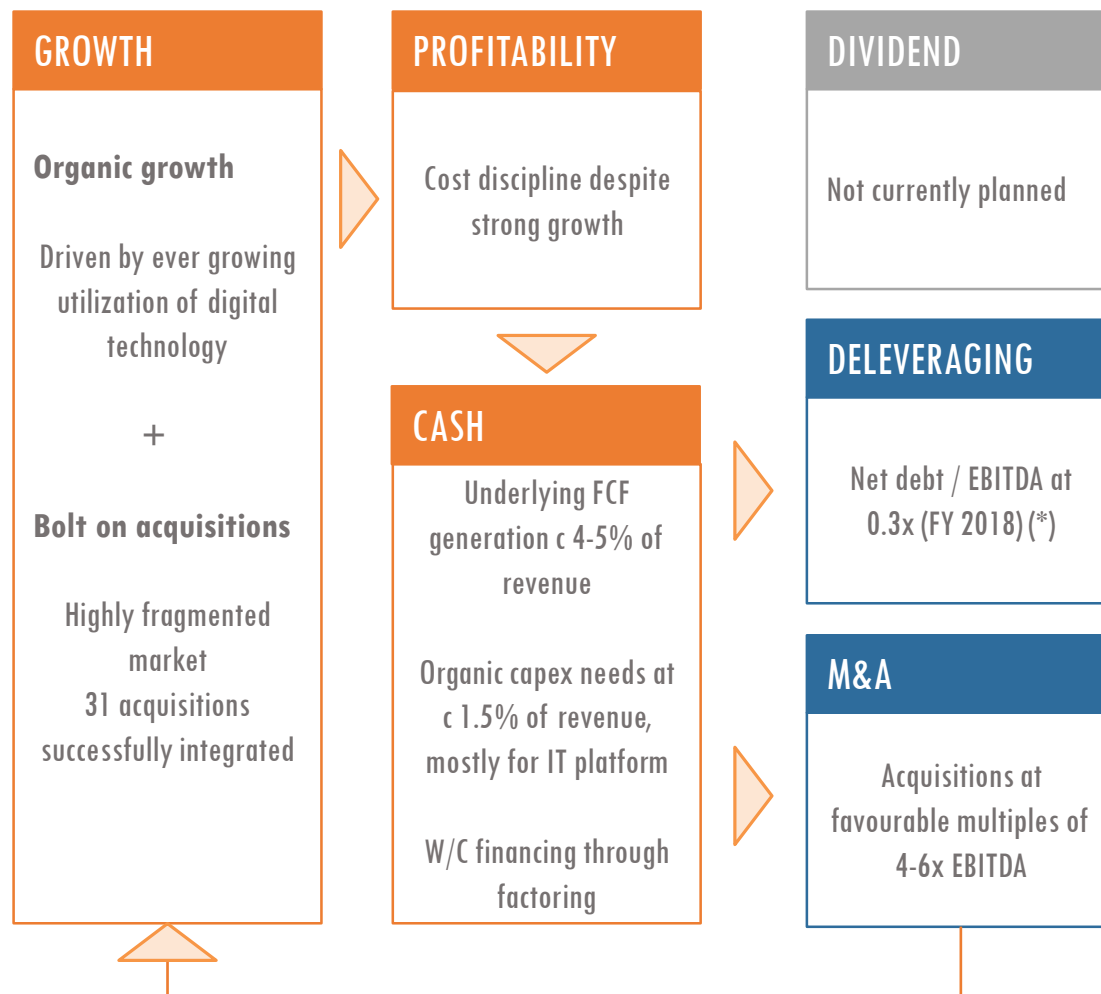 GROWTH
Organic growth
Driven by ever growing
utilization of digital
technology
+
Bolt on acquisitions
Highly fragmented
market
31 acquisitions
successfully integrated
PROFITABILITY
Cost discipline despite
strong growth
CASH
Underlying FCF
generation c 4-5% of
revenue
Organic capex needs at
c 1.5% of revenue,
mostly for IT platform
W/C financing through
factoring
DIVIDEND
Not currently planned
DELEVERAGING
Net debt / EBITDA at
0.3x (FY 2018) (*)
M&A
Acquisitions at
favourable multiples of
4-6x EBITDA